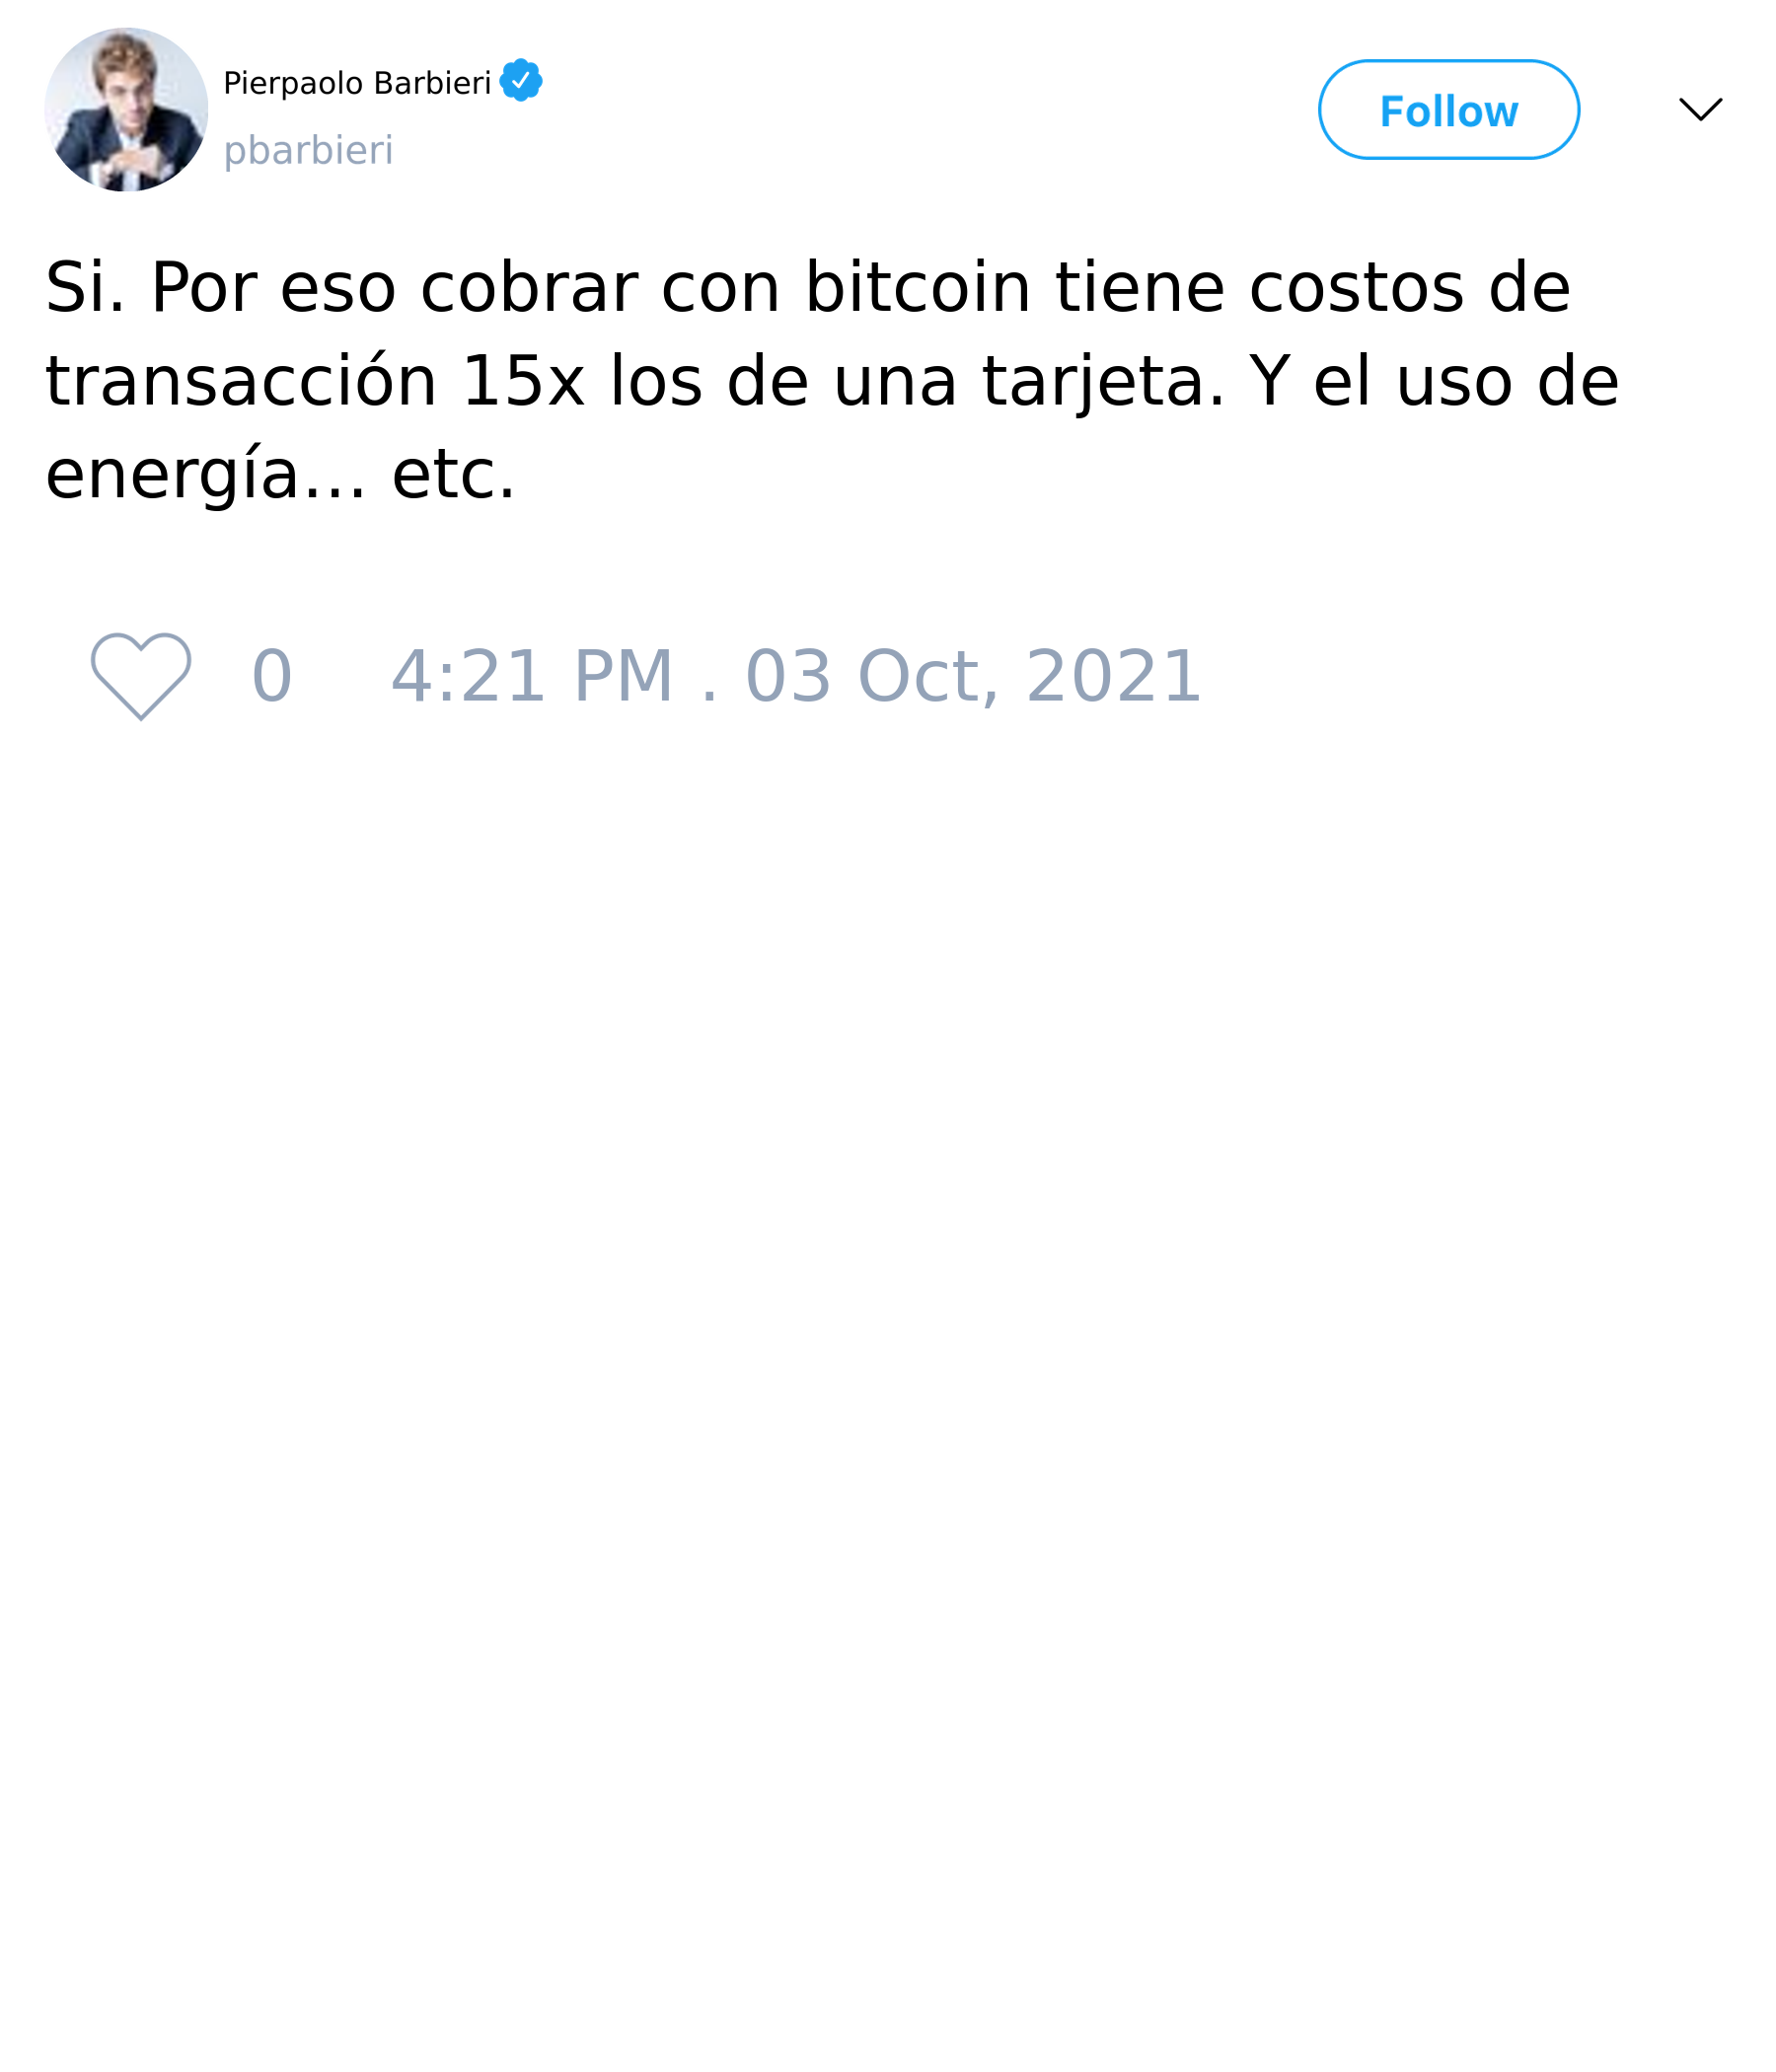 Pierpaolo Barbieri
pbarbieri
Follow
Si. Por eso cobrar con bitcoin tiene costos de
transacción 15x los de una tarjeta. Y el uso de
energía... etc.
0 4:21 PM . 03 Oct, 2021